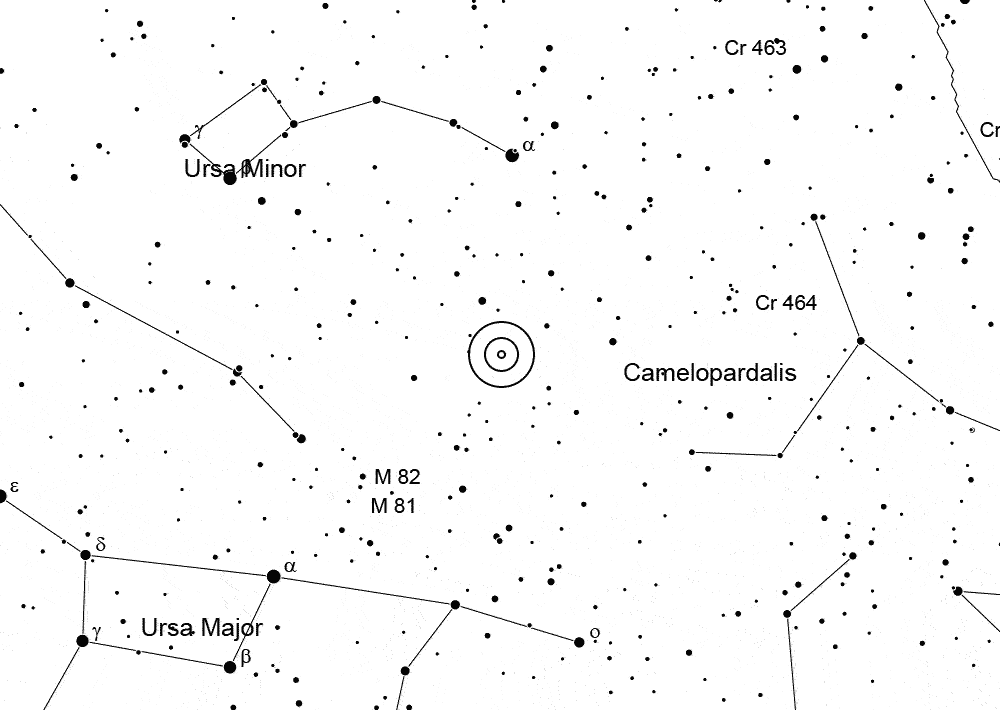 Cr 463
Cr
γ
α
Ursa Minor
β
Cr 464
Camelopardalis
M 82
M 81
ε
δ
α
Ursa Major
γ
β
ο